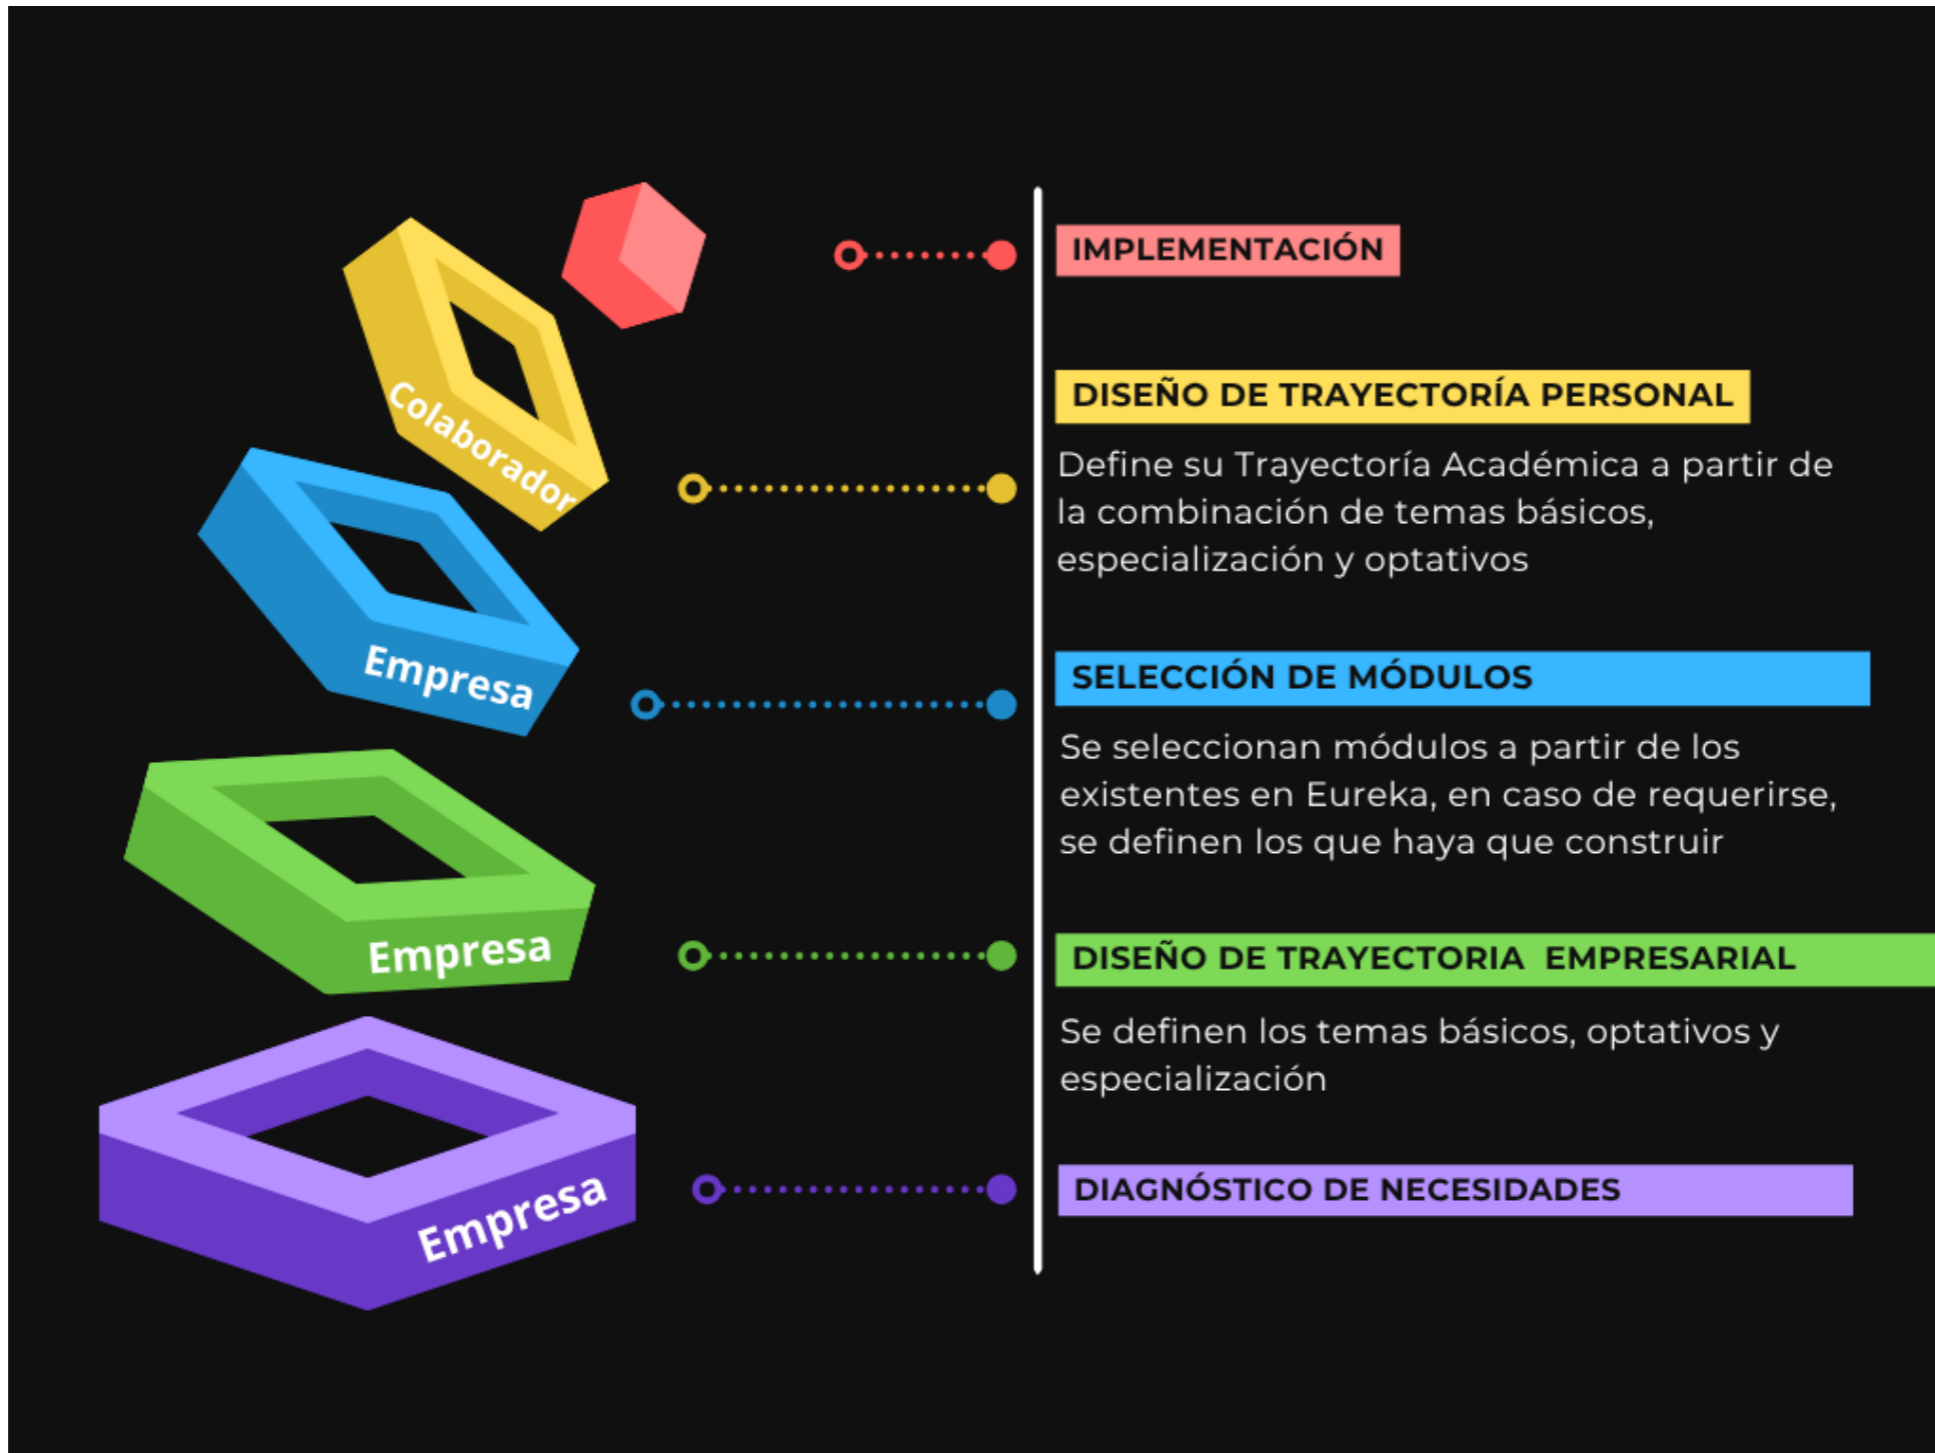 IMPLEMENTACIÓN
Colaborador
DISEÑO DE TRAYECTORÍA PERSONAL
Define su Trayectoría Académica a partir de
la combinación de temas básicos,
especialización y optativos
Empresa
SELECCIÓN DE MÓDULOS
Se seleccionan módulos a partir de los
existentes en Eureka, en caso de requerirse,
se definen los que haya que construir
Empresa
DISEÑO DE TRAYECTORIA  EMPRESARIAL
Se definen los temas básicos, optativos y
especialización
Empresa
DIAGNÓSTICO DE NECESIDADES